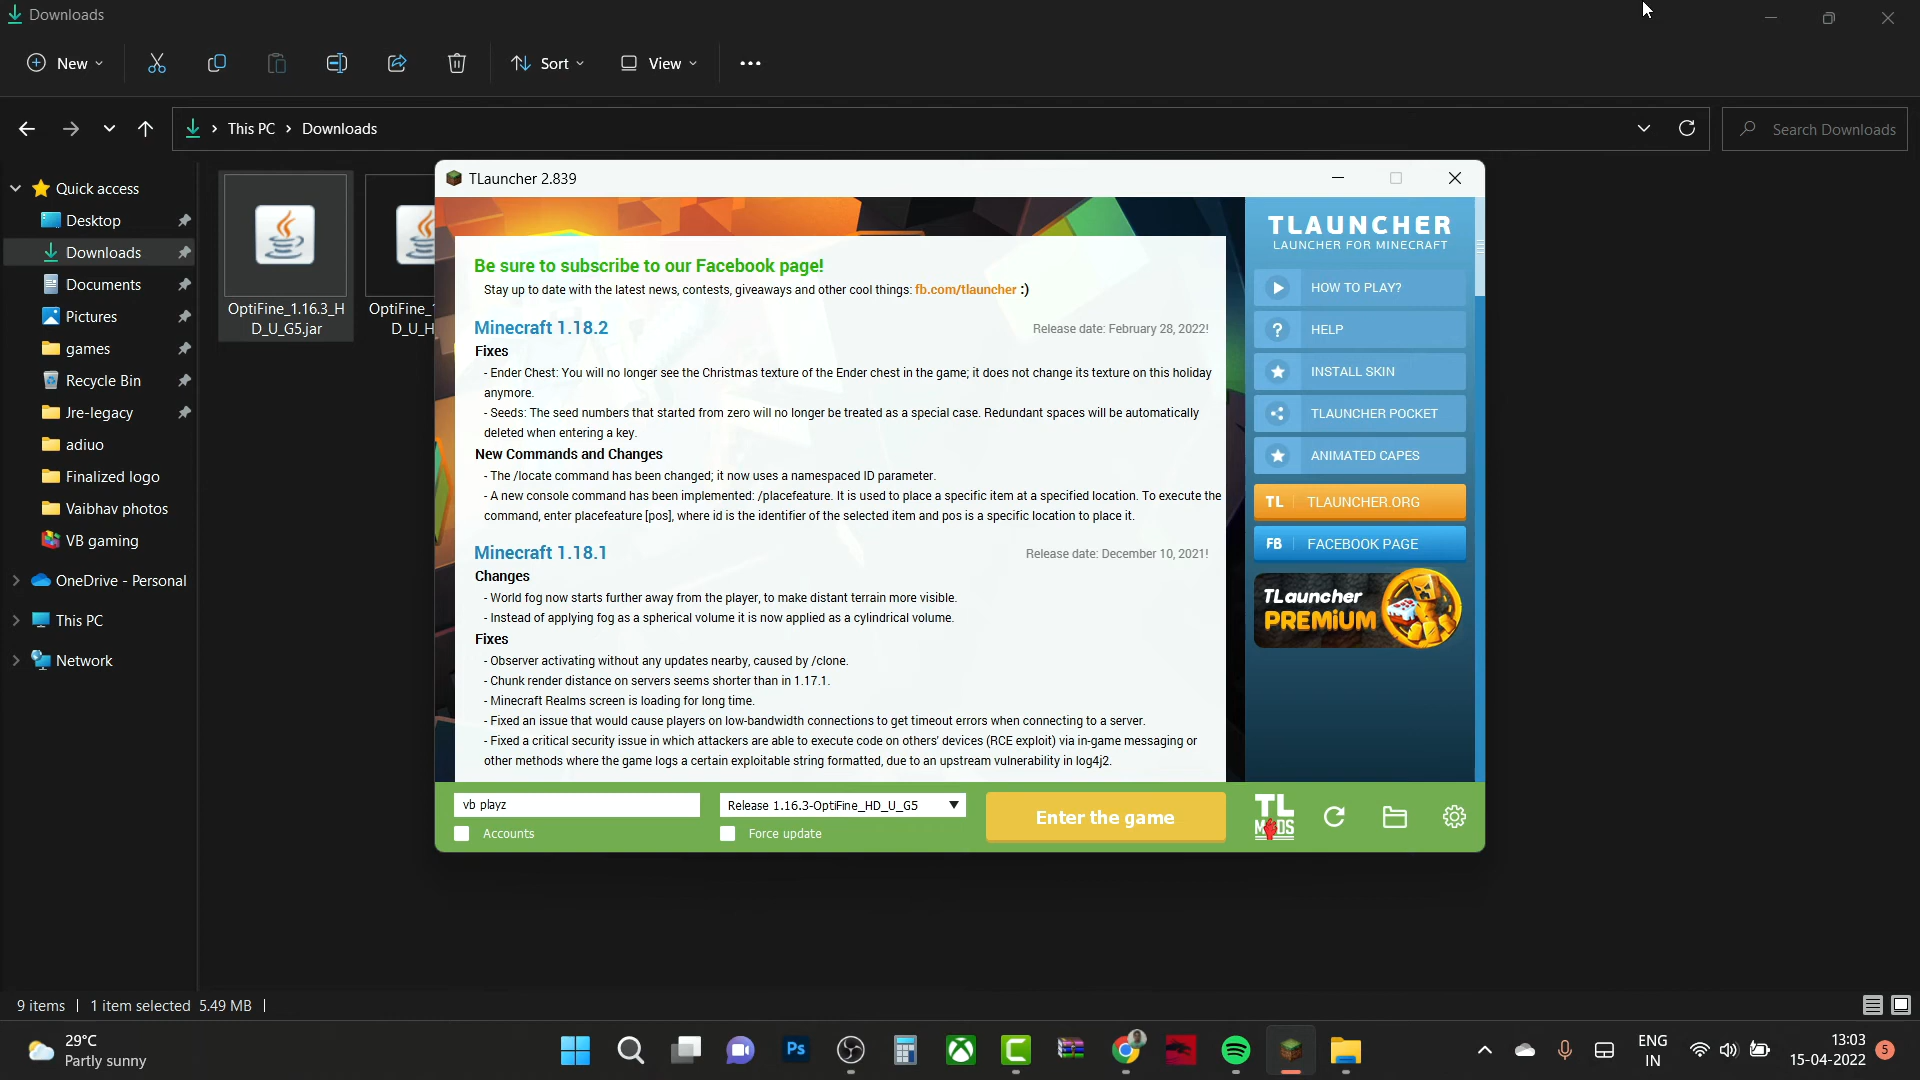 Downloads
New
Sort
View
This PC > Downloads
Search Downloads
Quick access
Desktop
Downloads
Documents
Pictures
games
Recycle Bin
Jre-legacy
adiuo
Finalized logo
Vaibhav photos
VB gaming
OneDrive - Personal
This PC
Network
OptiFine_1.16.3_H
D_U_G5.jar
OptiFine_1
D_U_H
TLauncher 2.839
Be sure to subscribe to our Facebook page!
Stay up to date with the latest news, contests, giveaways and other cool things: fb.com/tlauncher :)
Minecraft 1.18.2
Release date: February 28, 2022!
Fixes
- Ender Chest: You will no longer see the Christmas texture of the Ender chest in the game; it does not change its texture on this holiday
anymore.
- Seeds: The seed numbers that started from zero will no longer be treated as a special case. Redundant spaces will be automatically
deleted when entering a key.
New Commands and Changes
- The /locate command has been changed; it now uses a namespaced ID parameter.
- A new console command has been implemented: /placefeature. It is used to place a specific item at a specified location. To execute the
command, enter placefeature [pos], where id is the identifier of the selected item and pos is a specific location to place it.
Minecraft 1.18.1
Release date: December 10, 2021!
Changes
- World fog now starts further away from the player, to make distant terrain more visible.
- Instead of applying fog as a spherical volume it is now applied as a cylindrical volume.
Fixes
- Observer activating without any updates nearby, caused by /clone.
- Chunk render distance on servers seems shorter than in 1.17.1.
- Minecraft Realms screen is loading for long time.
- Fixed an issue that would cause players on low-bandwidth connections to get timeout errors when connecting to a server.
- Fixed a critical security issue in which attackers are able to execute code on others' devices (RCE exploit) via in-game messaging or
other methods where the game logs a certain exploitable string formatted, due to an upstream vulnerability in log4j2.
TLAUNCHER
LAUNCHER FOR MINECRAFT
HOW TO PLAY?
HELP
INSTALL SKIN
TLAUNCHER POCKET
ANIMATED CAPES
TL TLAUNCHER.ORG
FB FACEBOOK PAGE
TLauncher
PREMIUM
vb playz
Accounts
Release 1.16.3-OptiFine_HD_U_G5
Force update
Enter the game
TL
MODS
9 items
1 item selected 5.49 MB
29°C
Partly sunny
Ps
ENG
IN
13:03
15-04-2022
5